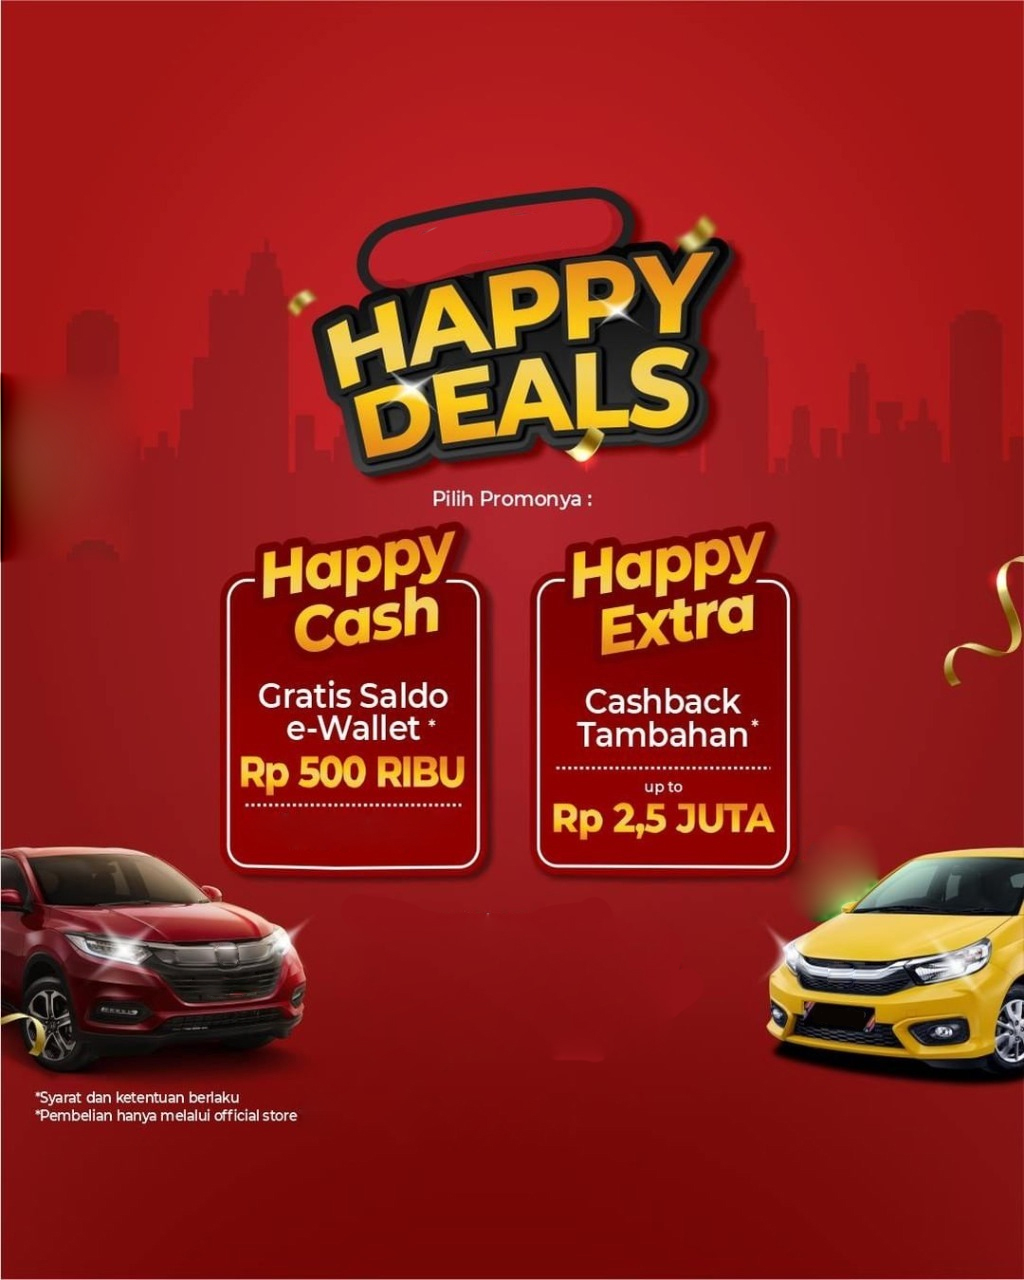 HAPPY
DEALS
Pilih Promonya :
Happy
Cash
Gratis Saldo
e-Wallet *
Rp 500 RIBU
Happy
Extra
Cashback
Tambahan*
up to
Rp 2,5 JUTA
*Syarat dan ketentuan berlaku
*Pembelian hanya melalui official store